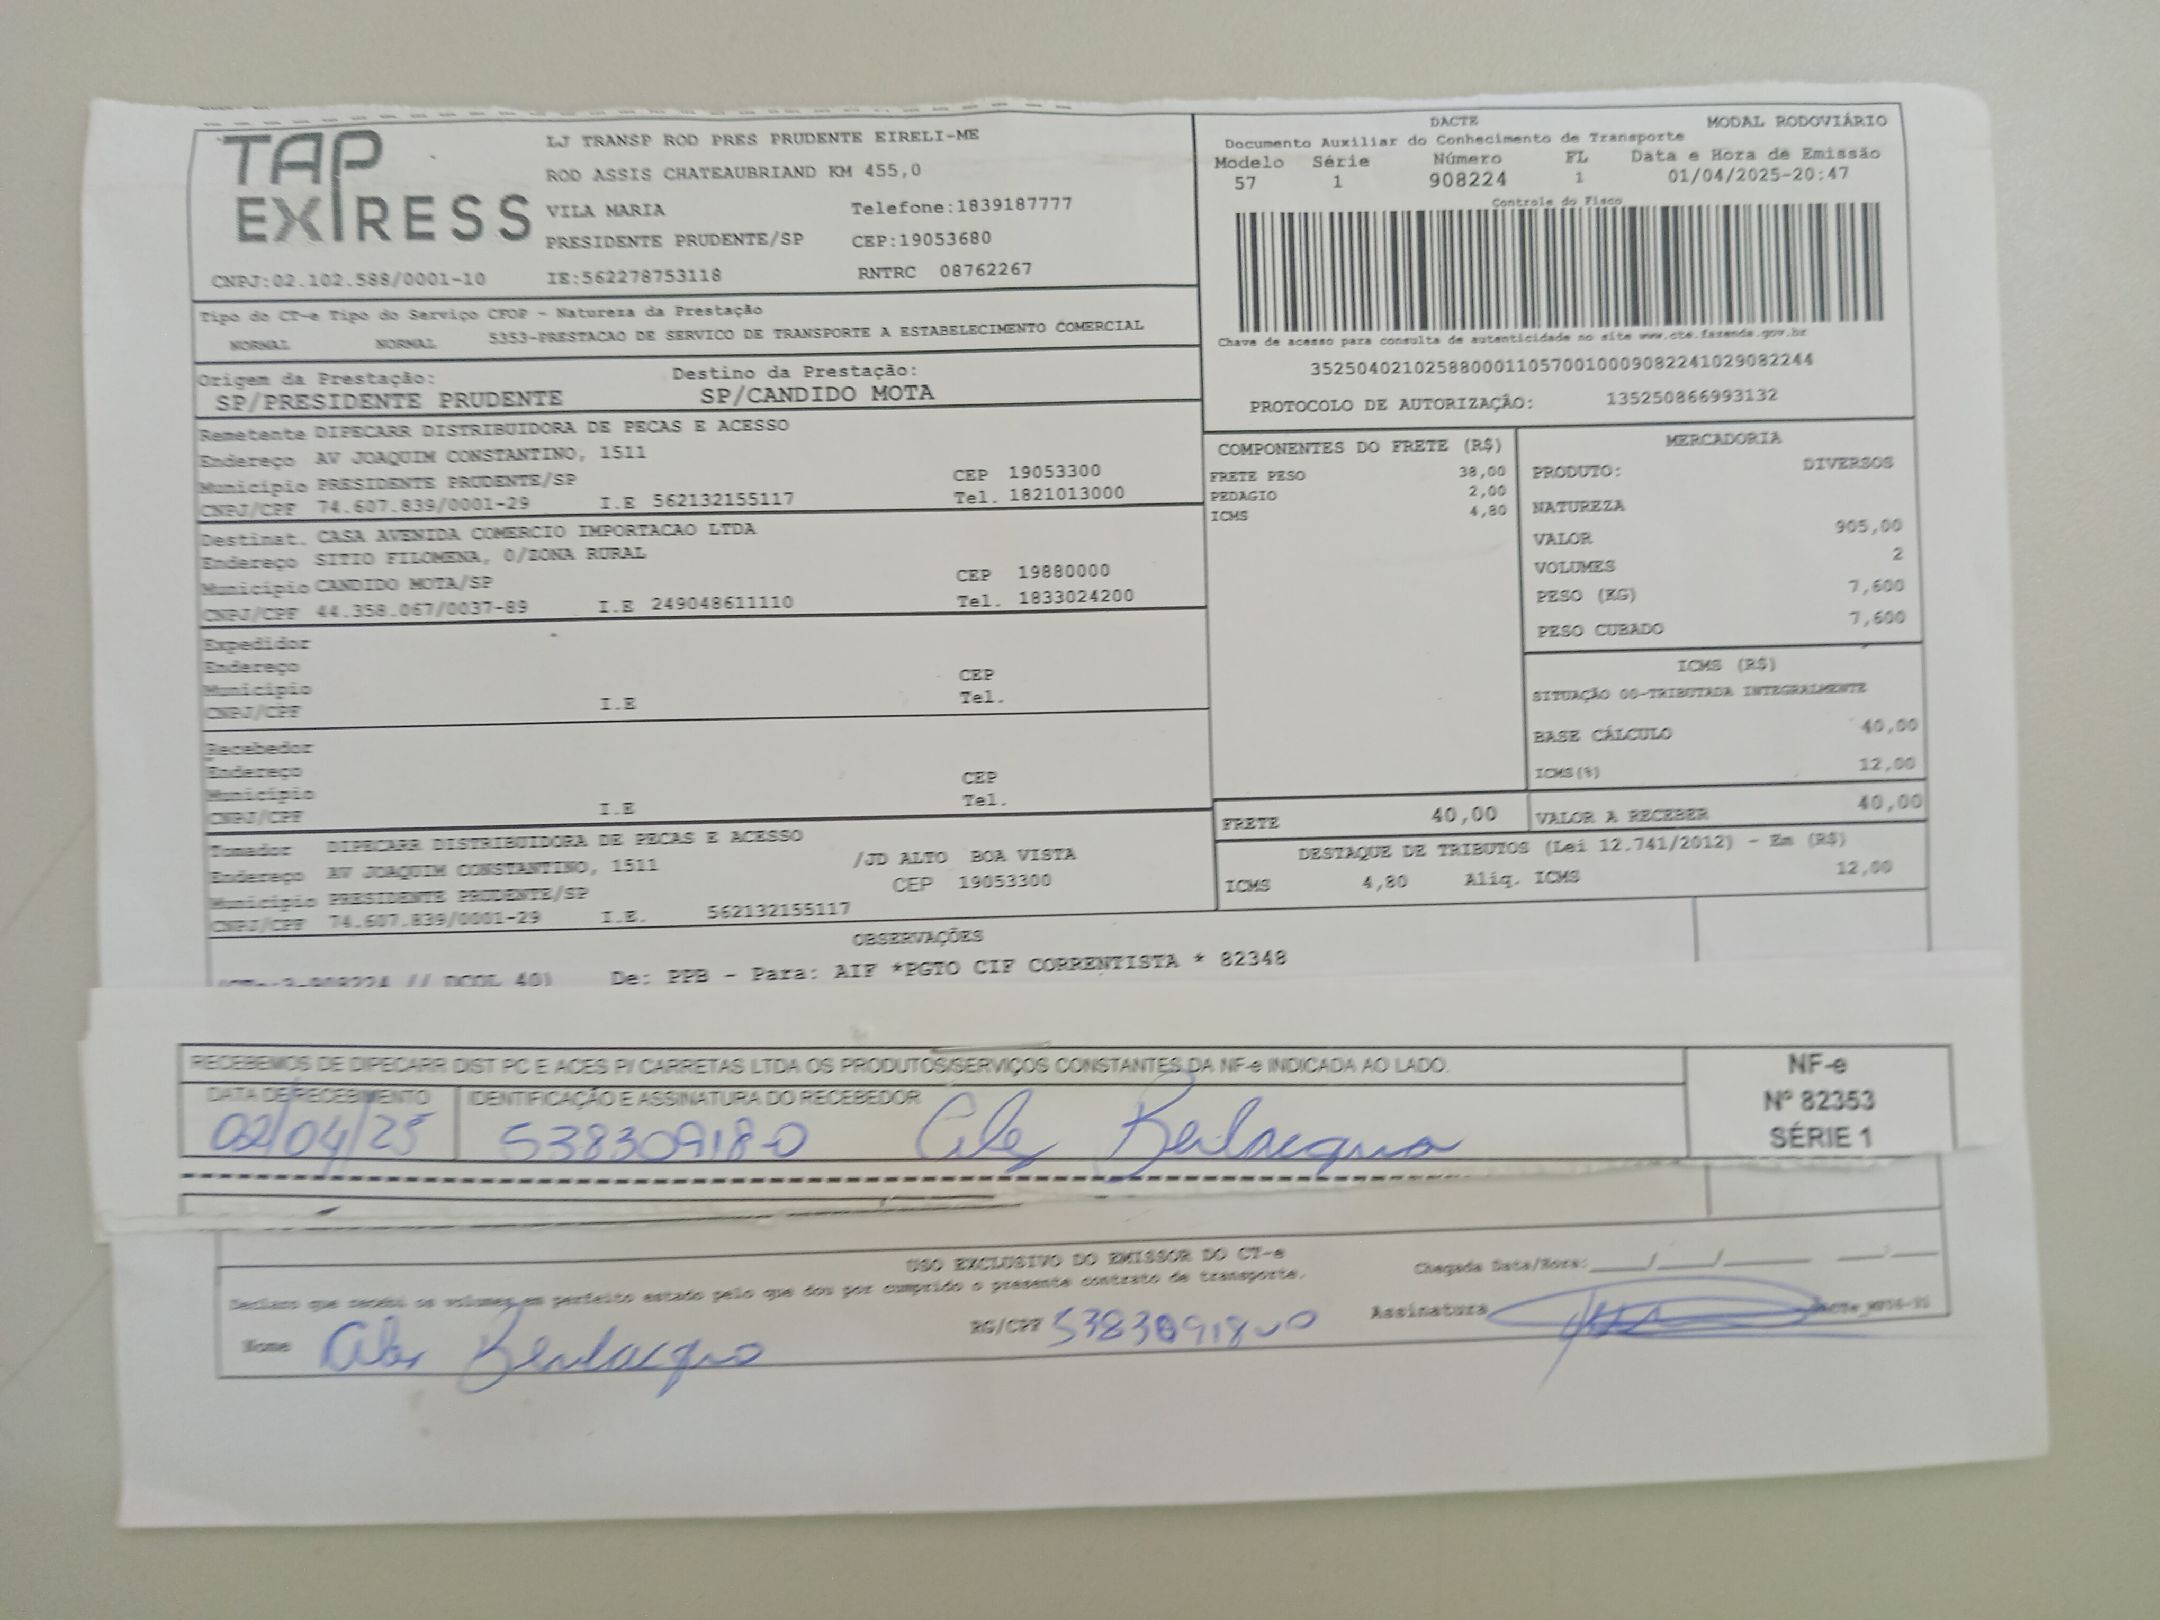 TAP
EXPRESS
LJ TRANSP ROD PRES PRUDENTE EIRELI-ME
ROD ASSIS CHATEAUBRIAND KM 455,0
VILA MARIA Telefone:1839187777
PRESIDENTE PRUDENTE/SP CEP:19053680
CNPJ:02.102.588/0001-10 IE:562278753118 RNTRC 08762267
DACTE MODAL RODOVIÁRIO
Documento Auxiliar do Conhecimento de Transporte
Modelo Série Número FL Data e Hora de Emissão
57 1 908224 1 01/04/2025-20:47
Controle do Fisco
Chave de acesso para consulta de autenticidade no site www.cte.fazenda.gov.br
35250402102588000110570010009082241029082244
PROTOCOLO DE AUTORIZAÇÃO: 135250866993132
Tipo do CT-e Tipo do Serviço CFOP - Natureza da Prestação
NORMAL NORMAL 5353-PRESTACAO DE SERVICO DE TRANSPORTE A ESTABELECIMENTO COMERCIAL
Origem da Prestação: Destino da Prestação:
SP/PRESIDENTE PRUDENTE SP/CANDIDO MOTA
Remetente DIPECARR DISTRIBUIDORA DE PECAS E ACESSO
Endereço AV JOAQUIM CONSTANTINO, 1511
Município PRESIDENTE PRUDENTE/SP CEP 19053300
CNPJ/CPF 74.607.839/0001-29 I.E 562132155117 Tel. 1821013000
Destinat. CASA AVENIDA COMERCIO IMPORTACAO LTDA
Endereço SITIO FILOMENA, 0/ZONA RURAL
Município CANDIDO MOTA/SP CEP 19880000
CNPJ/CPF 44.358.067/0037-89 I.E 249048611110 Tel. 1833024200
Expedidor
Endereço
Município CEP
CNPJ/CPF I.E Tel.
Recebedor
Endereço
Município CEP
CNPJ/CPF I.E Tel.
Tomador DIPECARR DISTRIBUIDORA DE PECAS E ACESSO
Endereço AV JOAQUIM CONSTANTINO, 1511 /JD ALTO BOA VISTA
Município PRESIDENTE PRUDENTE/SP CEP 19053300
CNPJ/CPF 74.607.839/0001-29 I.E. 562132155117
COMPONENTES DO FRETE (R$)
FRETE PESO 38,00
PEDAGIO 2,00
ICMS 4,80
MERCADORIA
PRODUTO: DIVERSOS
NATUREZA
VALOR 905,00
VOLUMES 2
PESO (KG) 7,600
PESO CUBADO 7,600
ICMS (R$)
SITUAÇÃO 00-TRIBUTADA INTEGRALMENTE
BASE CÁLCULO 40,00
ICMS(%) 12,00
FRETE 40,00 VALOR A RECEBER 40,00
DESTAQUE DE TRIBUTOS (Lei 12.741/2012) - Em (R$)
ICMS 4,80 Aliq. ICMS 12,00
OBSERVAÇÕES
908224 // DCOL 40) De: PPB - Para: AIF *PGTO CIF CORRENTISTA * 82348
RECEBEMOS DE DIPECARR DIST PC E ACES P/ CARRETAS LTDA OS PRODUTOS/SERVIÇOS CONSTANTES DA NF-e INDICADA AO LADO.
DATA DE RECEBIMENTO IDENTIFICAÇÃO E ASSINATURA DO RECEBEDOR
02/04/25 538309180
NF-e
Nº 82353
SÉRIE 1
USO EXCLUSIVO DO EMISSOR DO CT-e
Declaro que recebi os volumes em perfeito estado pelo que dou por cumprido o presente contrato de transporte.
Chegada Data/Hora: ____/____/______ ____:____
Nome RG/CPF Assinatura